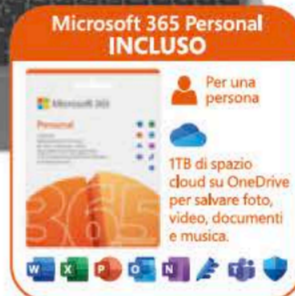 Microsoft 365 Personal
INCLUSO
Microsoft 365
Personal
365
Per una
persona
1TB di spazio
cloud su OneDrive
per salvare foto,
video, documenti
e musica.
W X P O N